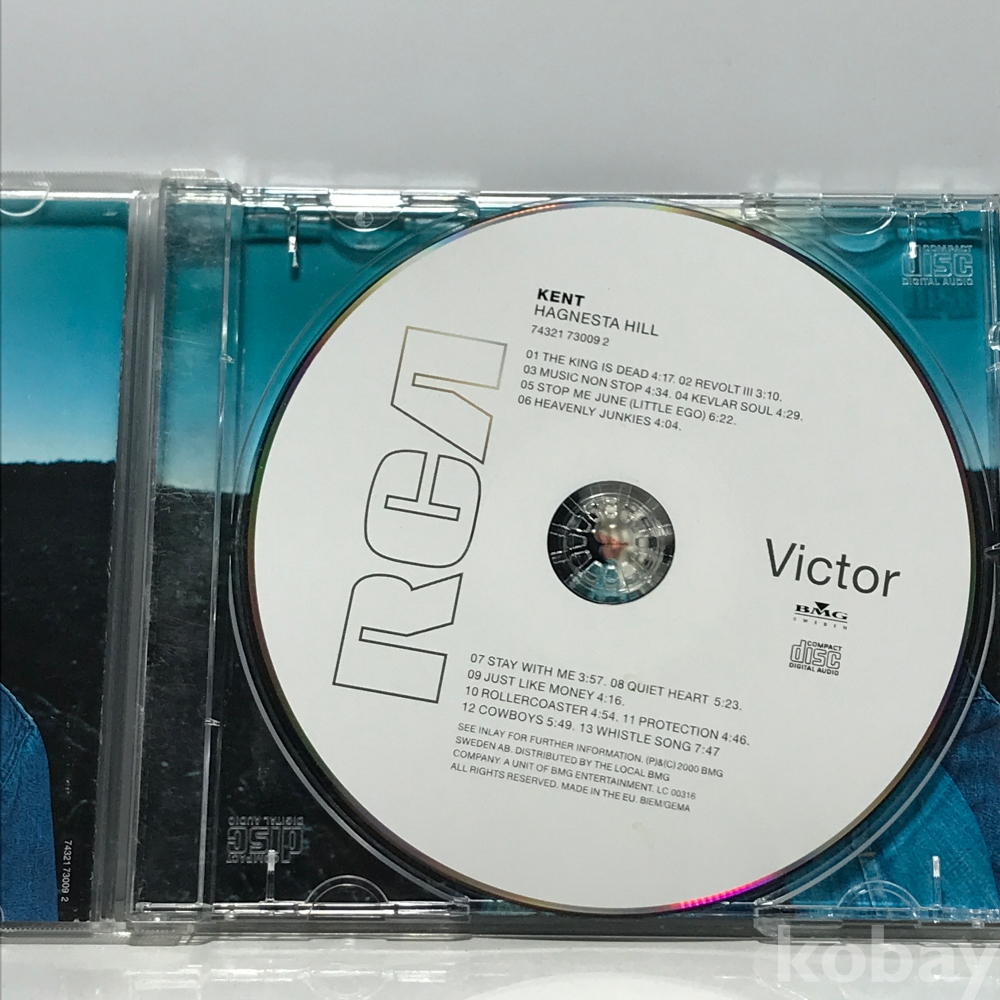 KENT
HAGNESTA HILL
74321 73009 2
01 THE KING IS DEAD 4:17. 02 REVOLT III 3:10.
03 MUSIC NON STOP 4:34. 04 KEVLAR SOUL 4:29.
05 STOP ME JUNE (LITTLE EGO) 6:22.
06 HEAVENLY JUNKIES 4:04.
RCA
Victor
BMG
SWEDEN
COMPACT
disc
DIGITAL AUDIO
07 STAY WITH ME 3:57. 08 QUIET HEART 5:23.
09 JUST LIKE MONEY 4:16.
10 ROLLERCOASTER 4:54. 11 PROTECTION 4:46.
12 COWBOYS 5:49. 13 WHISTLE SONG 7:47
SEE INLAY FOR FURTHER INFORMATION. (P)&(C) 2000 BMG
SWEDEN AB. DISTRIBUTED BY THE LOCAL BMG
COMPANY. A UNIT OF BMG ENTERTAINMENT. LC 00316
ALL RIGHTS RESERVED. MADE IN THE EU. BIEM/GEMA
COMPACT
disc
DIGITAL AUDIO
COMPACT
disc
DIGITAL AUDIO
74321 73009 2
kobay